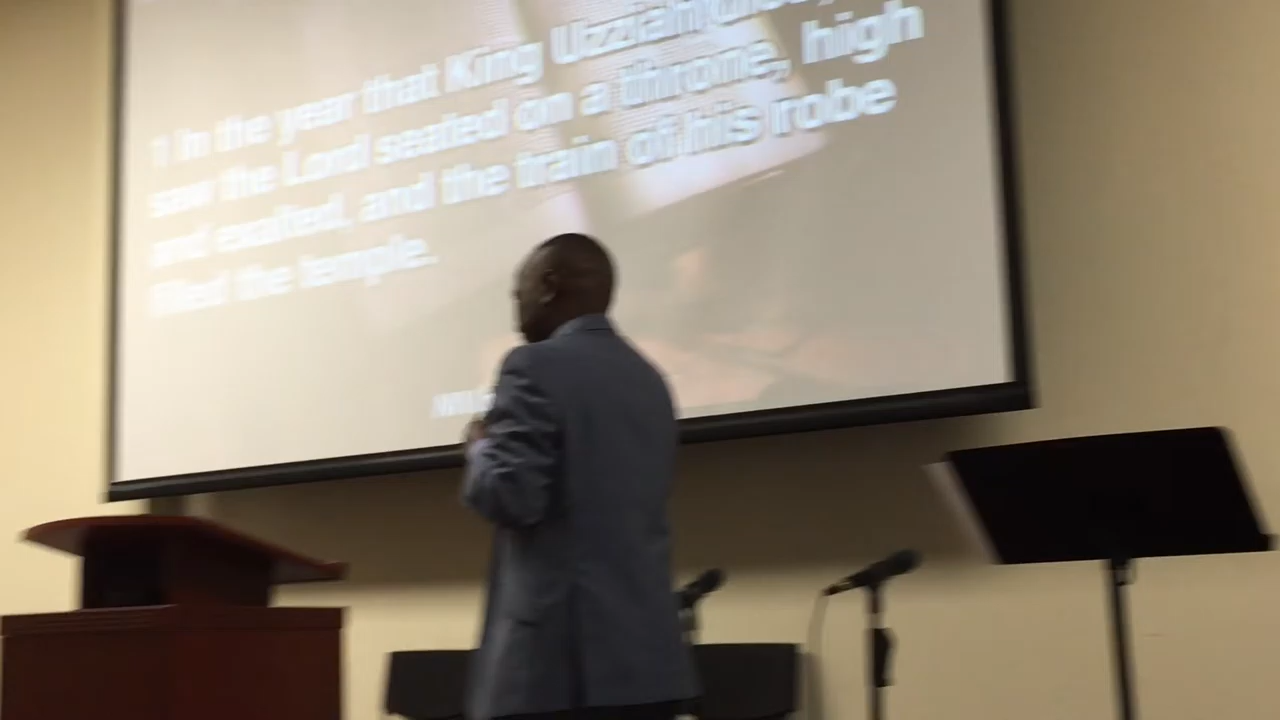 1 In the year that King Uzziah died,
saw the Lord seated on a throne, high
and exalted, and the train of his robe
filled the temple.